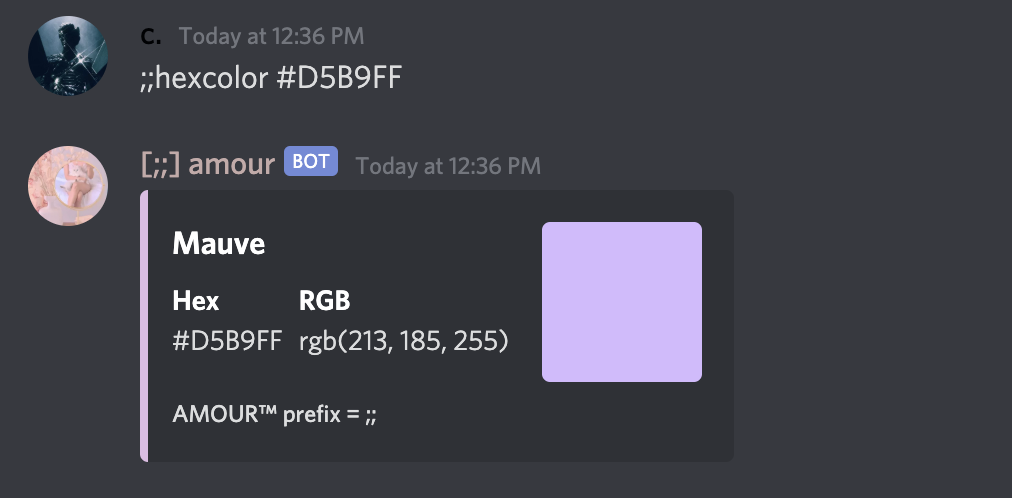 C. Today at 12:36 PM
;;hexcolor #D5B9FF
[;;] amour BOT Today at 12:36 PM
Mauve
Hex RGB
#D5B9FF rgb(213, 185, 255)
AMOUR™ prefix = ;;